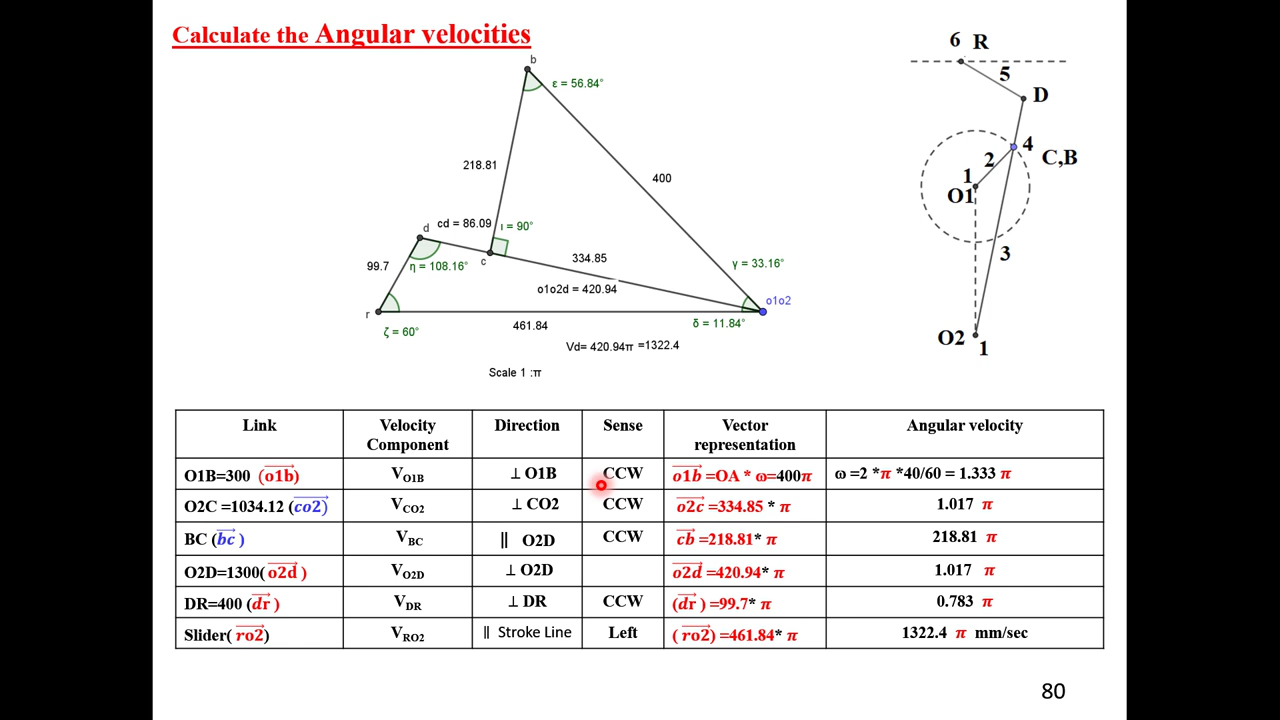 Calculate the Angular velocities
b
ε = 56.84°
218.81
400
d
cd = 86.09
ι = 90°
99.7
η = 108.16°
c
334.85
γ = 33.16°
o1o2d = 420.94
o1o2
r
ζ = 60°
461.84
δ = 11.84°
Vd= 420.94π =1322.4
Scale 1 :π
6 R
5
D
4
C,B
2
1
O1
3
O2
1
Link Velocity Component Direction Sense Vector representation Angular velocity
O1B=300 (o1b) V_O1B ⊥ O1B CCW o1b =OA * ω=400π ω =2 *π *40/60 = 1.333 π
O2C =1034.12 (co2) V_CO2 ⊥ CO2 CCW o2c =334.85 * π 1.017 π
BC (bc ) V_BC ∥ O2D CCW cb =218.81* π 218.81 π
O2D=1300( o2d ) V_O2D ⊥ O2D o2d =420.94* π 1.017 π
DR=400 (dr ) V_DR ⊥ DR CCW (dr ) =99.7* π 0.783 π
Slider( ro2) V_RO2 ∥ Stroke Line Left ( ro2) =461.84* π 1322.4 π mm/sec
80